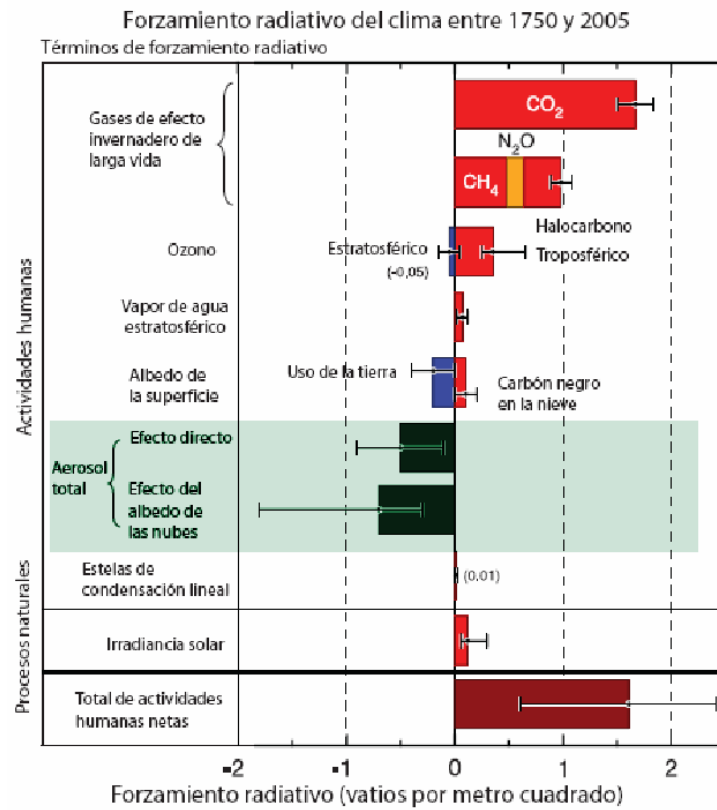 Forzamiento radiativo del clima entre 1750 y 2005
Términos de forzamiento radiativo
Actividades humanas
Gases de efecto
invernadero de
larga vida
CO₂
N₂O
CH₄
Halocarbono
Ozono
Estratosférico
(-0,05)
Troposférico
Vapor de agua
estratosférico
Albedo de
la superficie
Uso de la tierra
Carbón negro
en la nieve
Aerosol
total
Efecto directo
Efecto del
albedo de
las nubes
Estelas de
condensación lineal
(0.01)
Procesos naturales
Irradiancia solar
Total de actividades
humanas netas
-2 -1 0 1 2
Forzamiento radiativo (vatios por metro cuadrado)